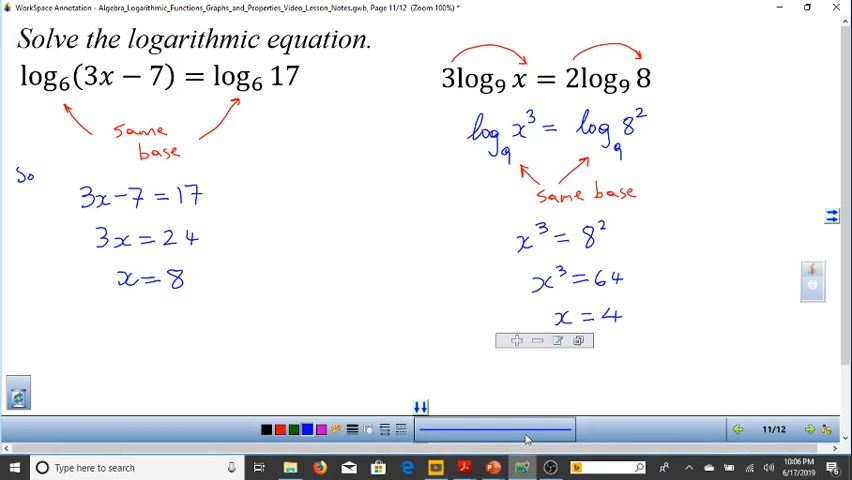 WorkSpace Annotation - Algebra_Logarithmic_Functions_Graphs_and_Properties_Video_Lesson_Notes.gwb, Page 11/12 (Zoom 100%) *
Solve the logarithmic equation.
log₆(3x − 7) = log₆ 17
same
base
So
3x-7 = 17
3x = 24
x = 8
3log₉ x = 2log₉ 8
log₉ x³ = log₉ 8²
same base
x³ = 8²
x³ = 64
x = 4
11/12
Type here to search
b
10:06 PM
6/17/2019
6